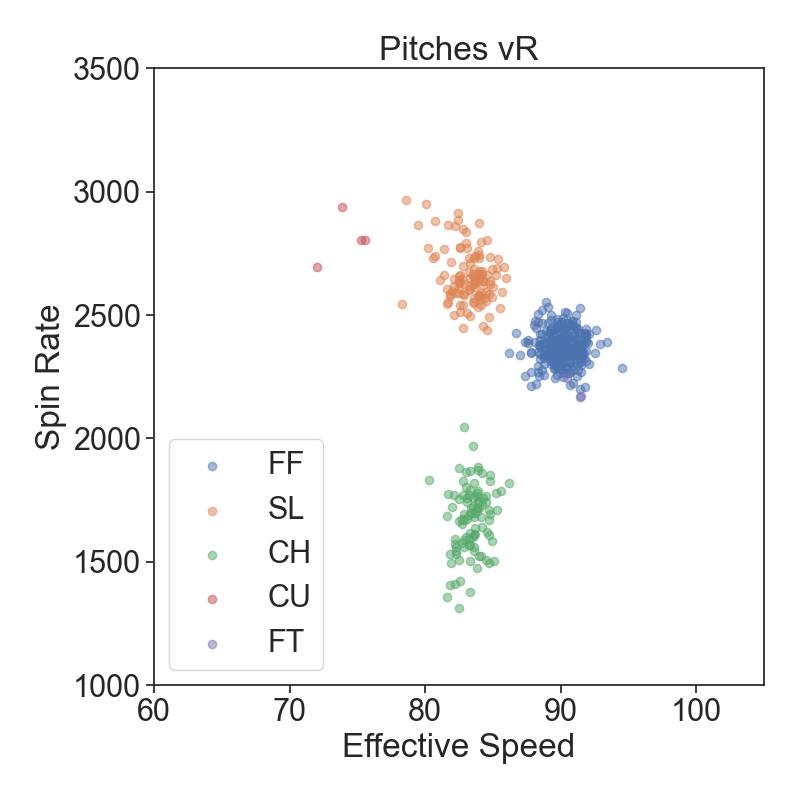 Pitches vR
3500
3000
2500
2000
1500
1000
Spin Rate
FF
SL
CH
CU
FT
60 70 80 90 100
Effective Speed